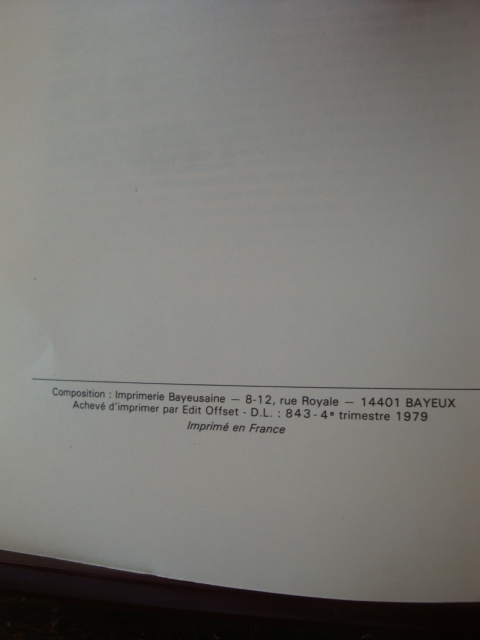 Composition : Imprimerie Bayeusaine – 8-12, rue Royale – 14401 BAYEUX
Achevé d'imprimer par Edit Offset - D.L. : 843 - 4e trimestre 1979
Imprimé en France